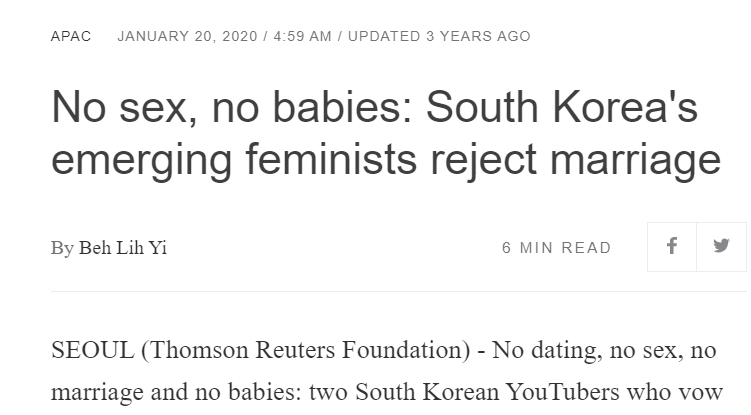 APAC JANUARY 20, 2020 / 4:59 AM / UPDATED 3 YEARS AGO
No sex, no babies: South Korea's
emerging feminists reject marriage
By Beh Lih Yi 6 MIN READ
SEOUL (Thomson Reuters Foundation) - No dating, no sex, no
marriage and no babies: two South Korean YouTubers who vow